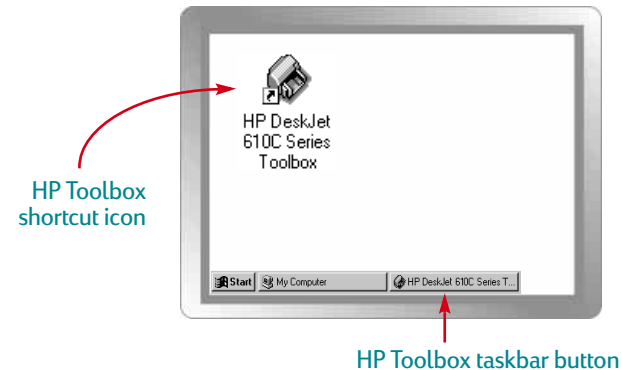 HP DeskJet
610C Series
Toolbox
HP Toolbox
shortcut icon
Start
My Computer
HP DeskJet 610C Series T...
HP Toolbox taskbar button